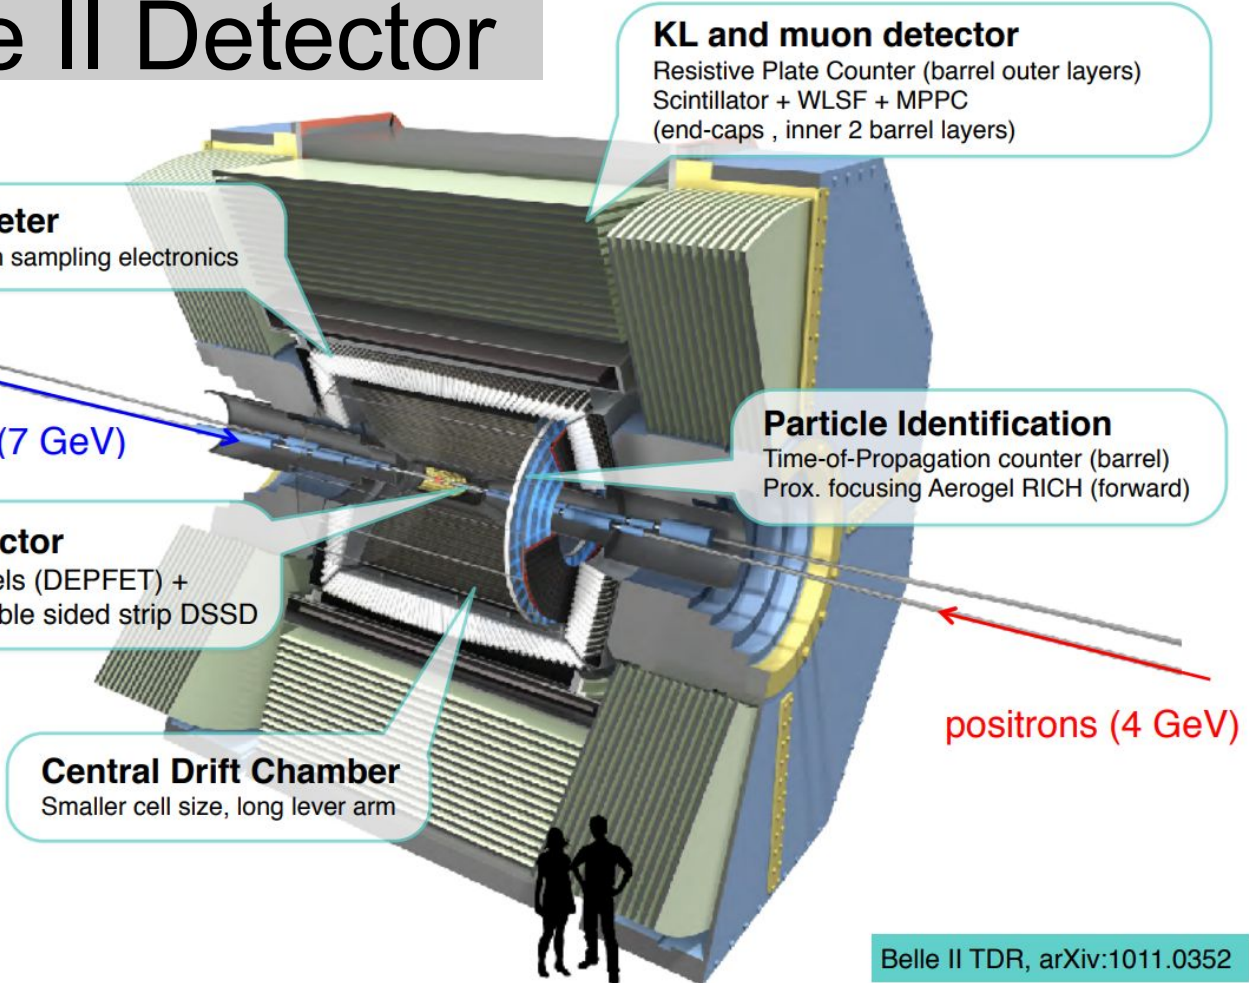 e II Detector
KL and muon detector
Resistive Plate Counter (barrel outer layers)
Scintillator + WLSF + MPPC
(end-caps , inner 2 barrel layers)
eter
n sampling electronics
(7 GeV)
Particle Identification
Time-of-Propagation counter (barrel)
Prox. focusing Aerogel RICH (forward)
ctor
els (DEPFET) +
ble sided strip DSSD
positrons (4 GeV)
Central Drift Chamber
Smaller cell size, long lever arm
Belle II TDR, arXiv:1011.0352